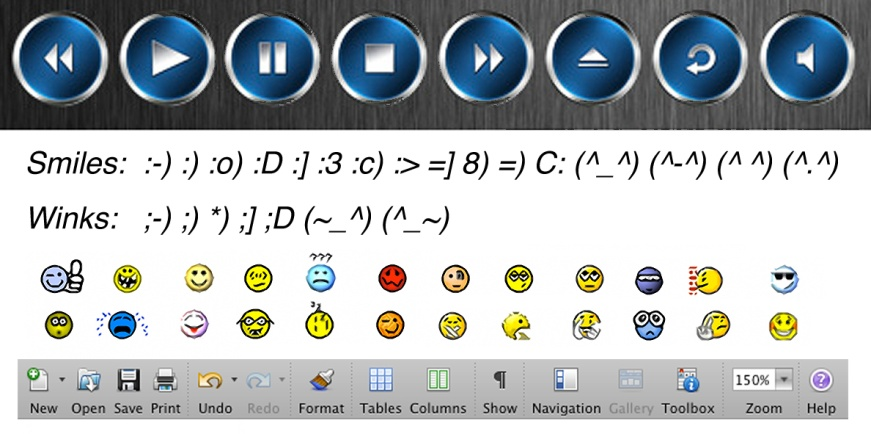 Smiles: :-) :) :o) :D :] :3 :c) :> =] 8) =) C: (^_^) (^-^) (^ ^) (^.^)
Winks: ;-) ;) *) ;] ;D (~_^) (^_~)
???
New Open Save Print Undo Redo Format Tables Columns Show Navigation Gallery Toolbox 150% Zoom Help